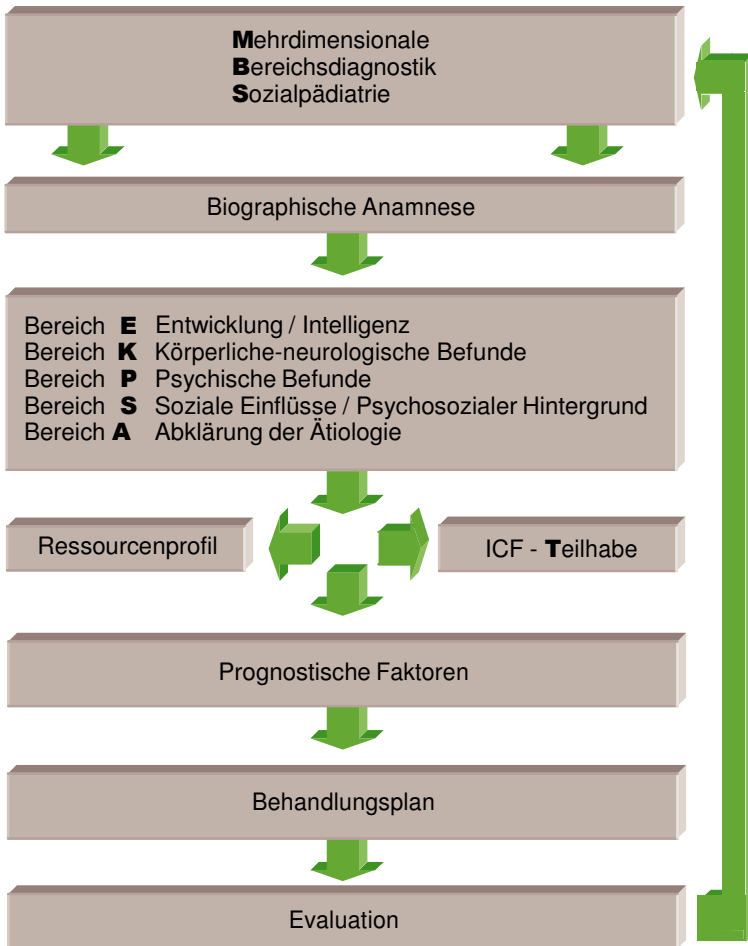 Mehrdimensionale
Bereichsdiagnostik
Sozialpädiatrie
Biographische Anamnese
Bereich E Entwicklung / Intelligenz
Bereich K Körperliche-neurologische Befunde
Bereich P Psychische Befunde
Bereich S Soziale Einflüsse / Psychosozialer Hintergrund
Bereich A Abklärung der Ätiologie
Ressourcenprofil
ICF - Teilhabe
Prognostische Faktoren
Behandlungsplan
Evaluation